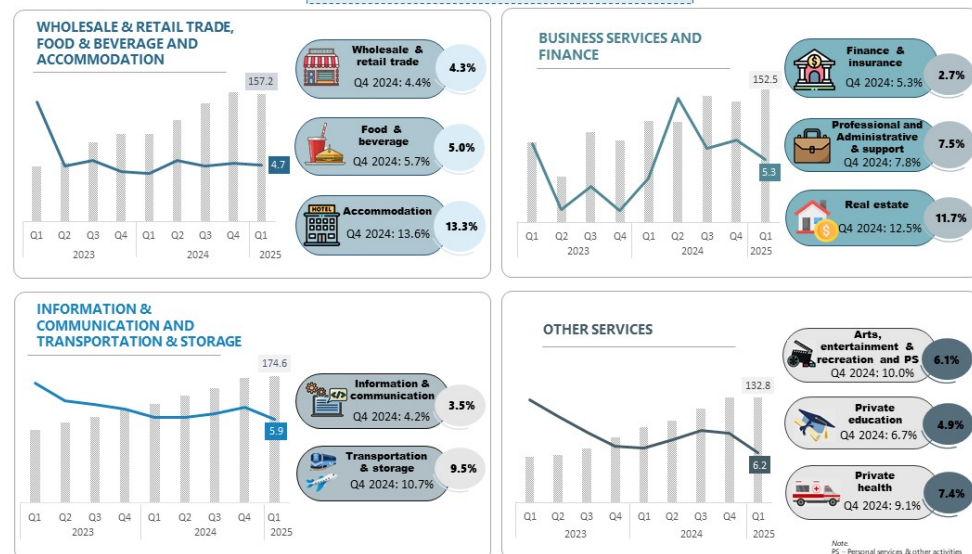 WHOLESALE & RETAIL TRADE,
FOOD & BEVERAGE AND
ACCOMMODATION
157.2
4.7
Q1 Q2 Q3 Q4 Q1 Q2 Q3 Q4 Q1
2023 2024 2025
Wholesale &
retail trade
Q4 2024: 4.4%
4.3%
Food &
beverage
Q4 2024: 5.7%
5.0%
Accommodation
HOTEL
Q4 2024: 13.6%
13.3%
BUSINESS SERVICES AND
FINANCE
152.5
5.3
Q1 Q2 Q3 Q4 Q1 Q2 Q3 Q4 Q1
2023 2024 2025
Finance &
insurance
Q4 2024: 5.3%
2.7%
Professional and
Administrative
& support
Q4 2024: 7.8%
7.5%
Real estate
Q4 2024: 12.5%
11.7%
INFORMATION &
COMMUNICATION AND
TRANSPORTATION & STORAGE
174.6
5.9
Q1 Q2 Q3 Q4 Q1 Q2 Q3 Q4 Q1
2023 2024 2025
Information &
communication
Q4 2024: 4.2%
3.5%
Transportation
& storage
Q4 2024: 10.7%
9.5%
OTHER SERVICES
132.8
6.2
Q1 Q2 Q3 Q4 Q1 Q2 Q3 Q4 Q1
2023 2024 2025
Arts,
entertainment &
recreation and PS
Q4 2024: 10.0%
6.1%
Private
education
Q4 2024: 6.7%
4.9%
Private
health
Q4 2024: 9.1%
7.4%
Note.
PS – Personal services & other activities